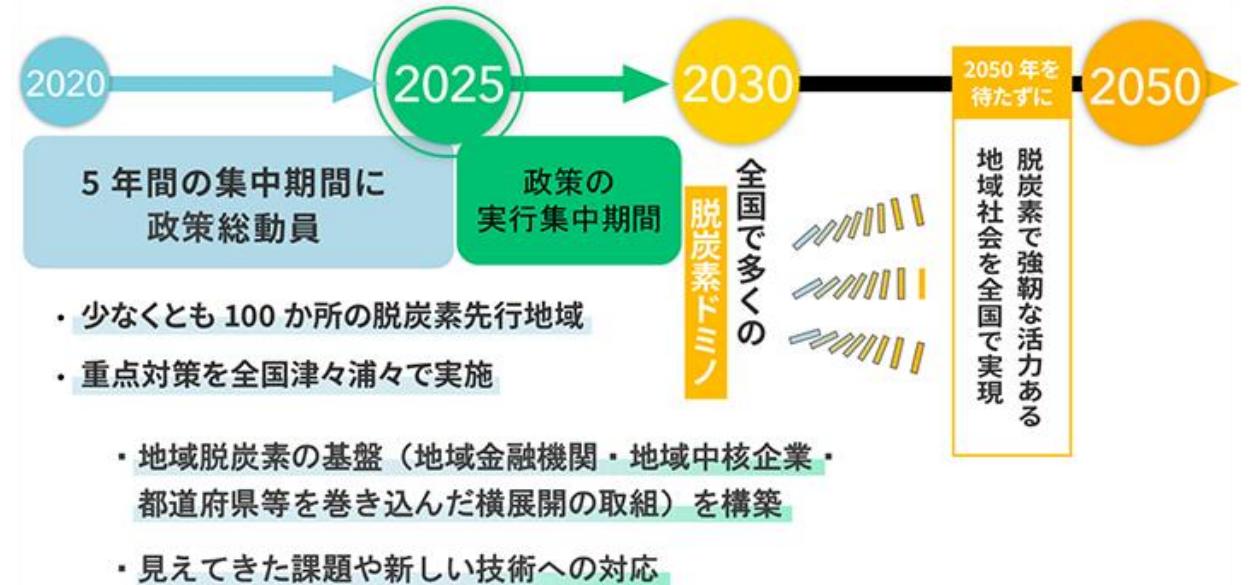 2020
2025
2030
2050 年を
待たずに
2050
5 年間の集中期間に
政策総動員
政策の
実行集中期間
全国で多くの
脱炭素ドミノ
脱炭素で強靭な活力ある
地域社会を全国で実現
・少なくとも 100 か所の脱炭素先行地域
・重点対策を全国津々浦々で実施
・地域脱炭素の基盤（地域金融機関・地域中核企業・
都道府県等を巻き込んだ横展開の取組）を構築
・見えてきた課題や新しい技術への対応